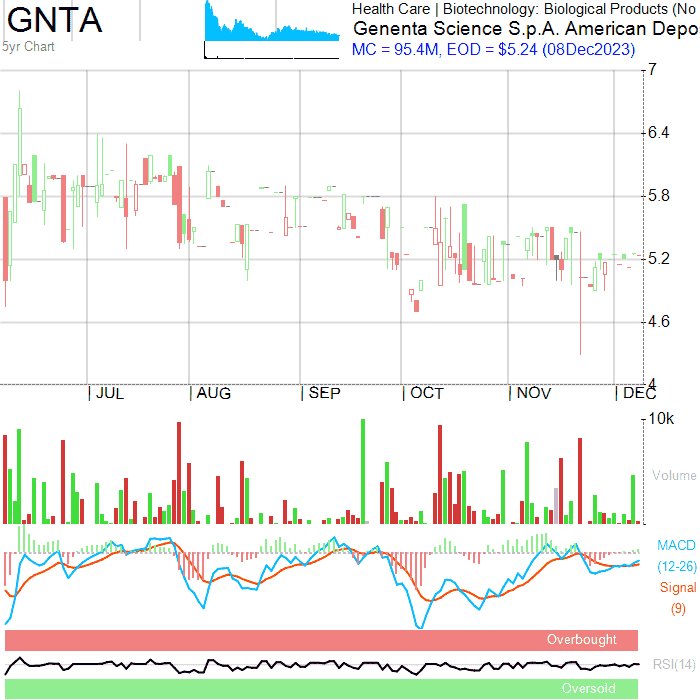 GNTA
5yr Chart
Health Care | Biotechnology: Biological Products (No
Genenta Science S.p.A. American Depo
MC = 95.4M, EOD = $5.24 (08Dec2023)
7
6.4
5.8
5.2
4.6
4
| JUL | AUG | SEP | OCT | NOV | DEC
10k
Volume
MACD
(12-26)
Signal
(9)
Overbought
RSI(14)
Oversold